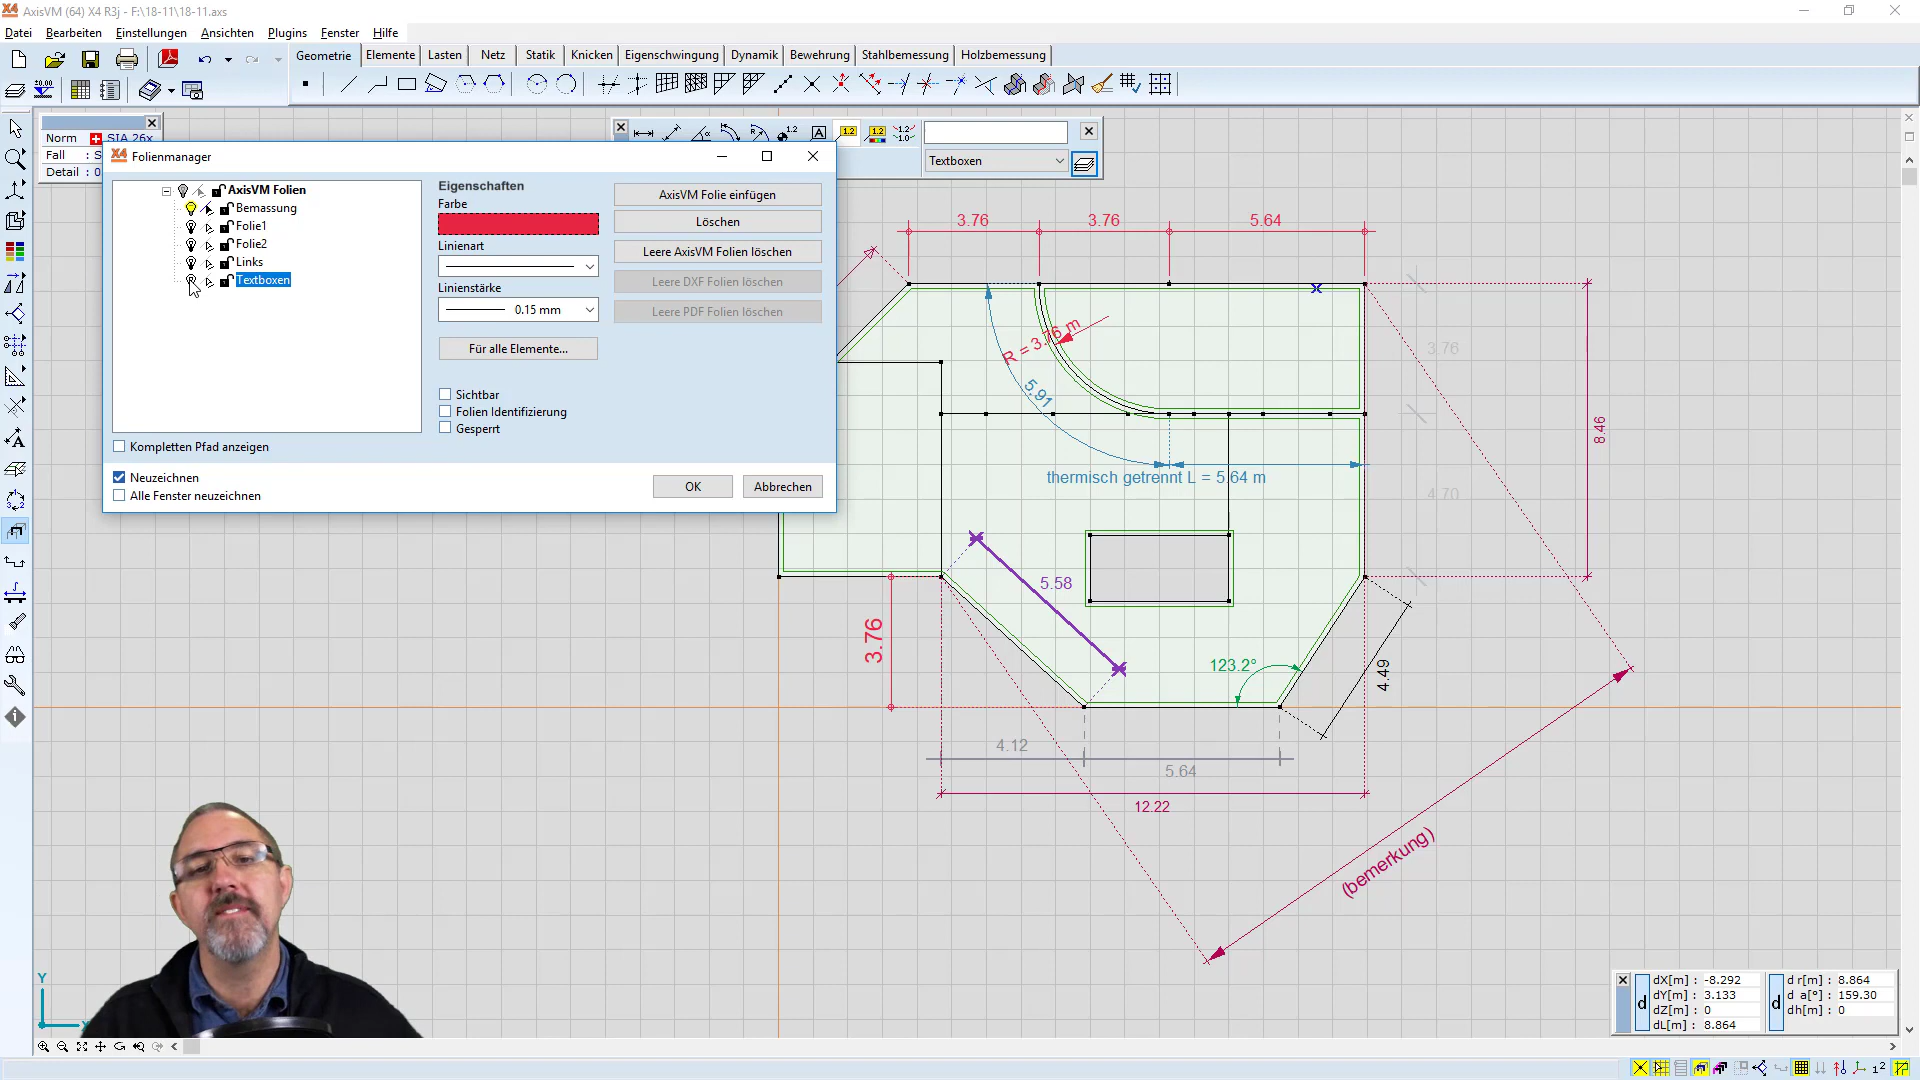 AxisVM (64) X4 R3j - F:\18-11\18-11.axs
Datei Bearbeiten Einstellungen Ansichten Plugins Fenster Hilfe
Geometrie Elemente Lasten Netz Statik Knicken Eigenschwingung Dynamik Bewehrung Stahlbemessung Holzbemessung
Norm SIA 26x
Fall : S
Detail : 0
Textboxen
X4 Folienmanager
AxisVM Folien
Bemassung
Folie1
Folie2
Links
Textboxen
Kompletten Pfad anzeigen
Neuzeichnen
Alle Fenster neuzeichnen
Eigenschaften
Farbe
Linienart
Linienstärke
0.15 mm
Für alle Elemente...
Sichtbar
Folien Identifizierung
Gesperrt
AxisVM Folie einfügen
Löschen
Leere AxisVM Folien löschen
Leere DXF Folien löschen
Leere PDF Folien löschen
OK Abbrechen
3.76 3.76 5.64
R = 3.76 m
5.91
thermisch getrennt L = 5.64 m
3.76
4.70
8.46
5.58
3.76
123.2°
4.49
4.12
5.64
12.22
(bemerkung)
Y
dX[m] : -8.292
dY[m] : 3.133
dZ[m] : 0
dL[m] : 8.864
d
d r[m] : 8.864
d a[°] : 159.30
dh[m] : 0
d